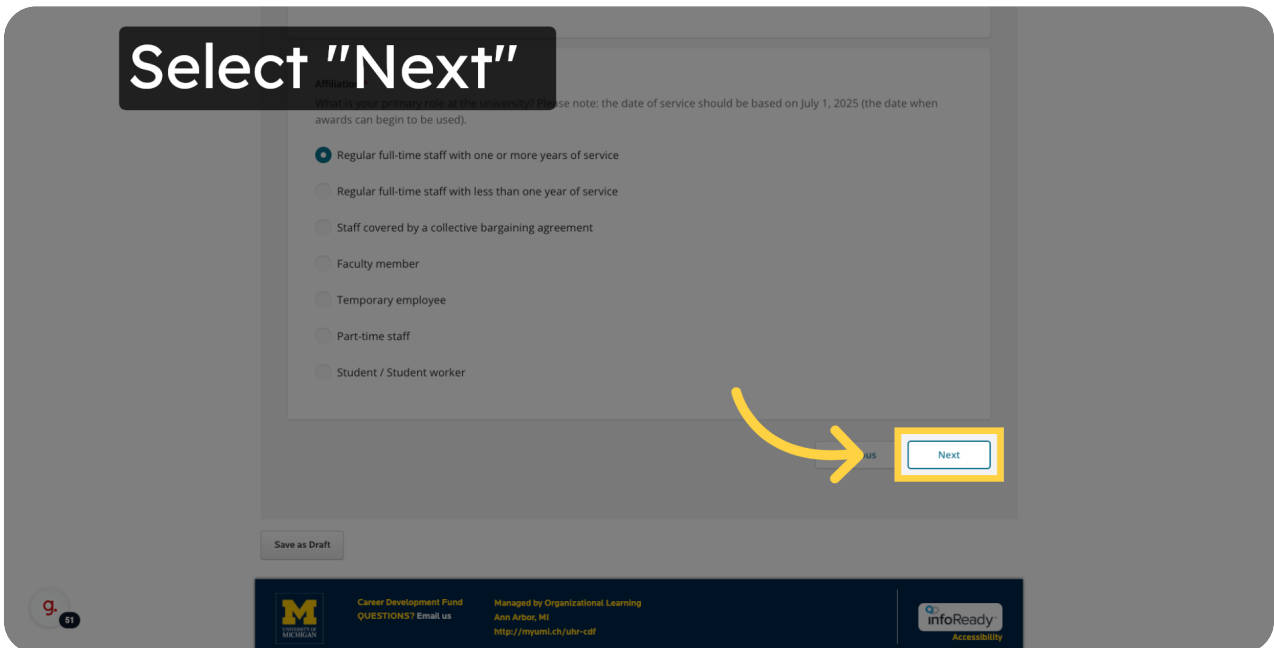 Select "Next"
Affiliation
What is your primary role at the university? Please note: the date of service should be based on July 1, 2025 (the date when
awards can begin to be used).
Regular full-time staff with one or more years of service
Regular full-time staff with less than one year of service
Staff covered by a collective bargaining agreement
Faculty member
Temporary employee
Part-time staff
Student / Student worker
Next
Save as Draft
g.
51
UNIVERSITY OF
MICHIGAN
Career Development Fund
QUESTIONS? Email us
Managed by Organizational Learning
Ann Arbor, MI
http://myumi.ch/uhr-cdf
infoReady
Accessibility